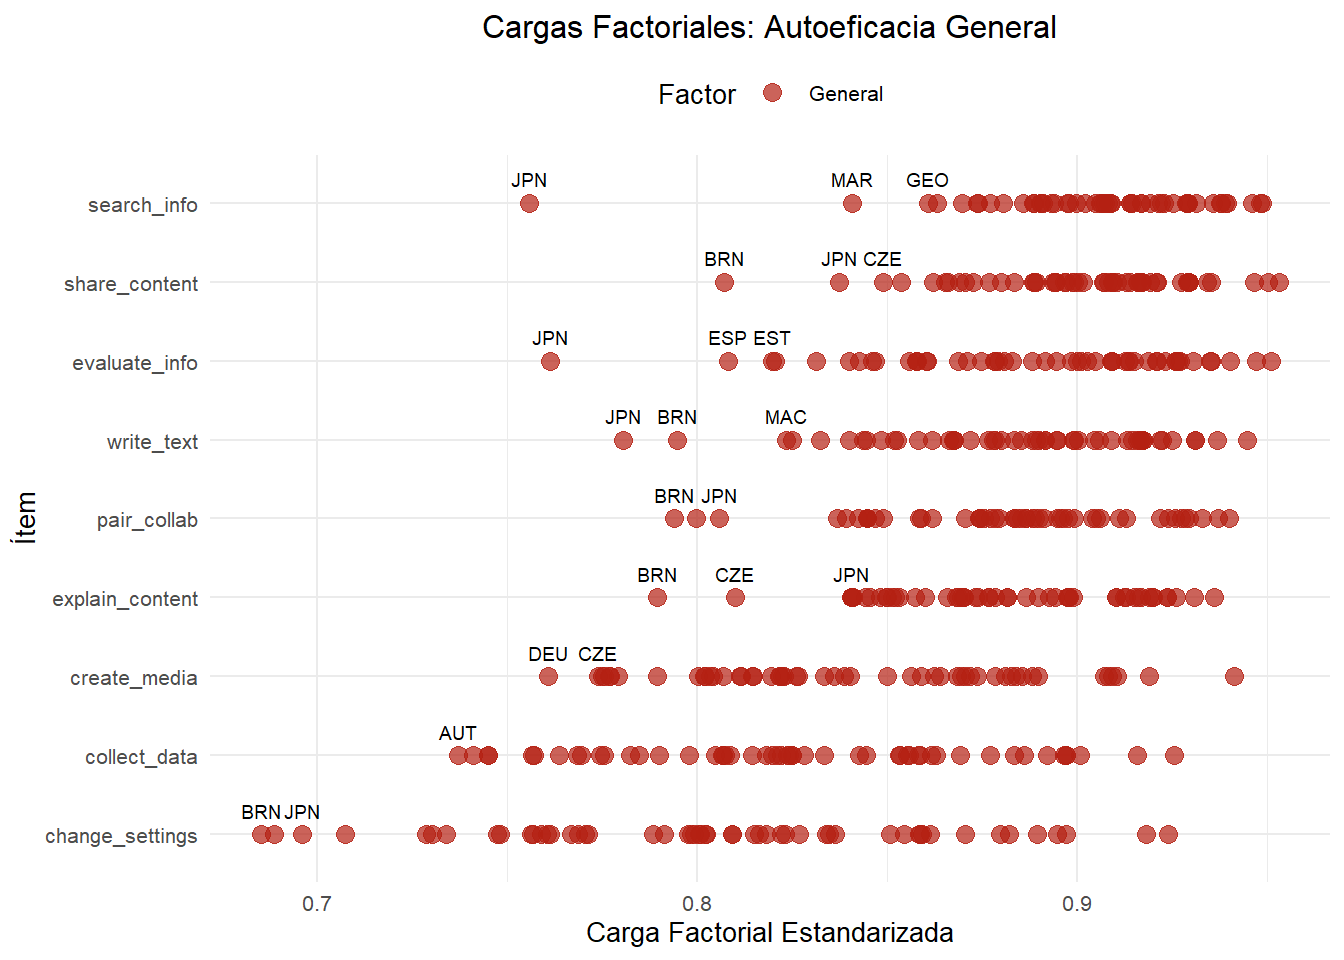 Cargas Factoriales: Autoeficacia General
Factor General
JPN MAR GEO
search_info
BRN JPN CZE
share_content
JPN ESP EST
evaluate_info
JPN BRN MAC
write_text
BRN JPN
pair_collab
BRN CZE JPN
explain_content
DEU CZE
create_media
AUT
collect_data
BRN JPN
change_settings
Ítem
0.7 0.8 0.9
Carga Factorial Estandarizada